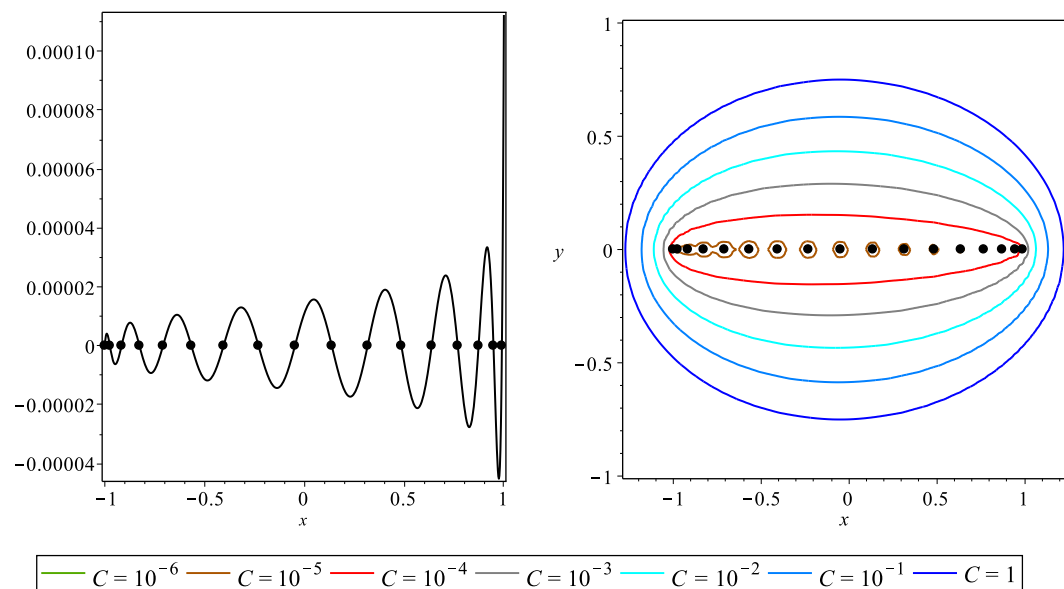 0.00010
0.00008
0.00006
0.00004
0.00002
0
−0.00002
−0.00004
−1 −0.5 0 0.5 1
x
1
0.5
y 0
−0.5
−1
−1 −0.5 0 0.5 1
x
C = 10^−6 C = 10^−5 C = 10^−4 C = 10^−3 C = 10^−2 C = 10^−1 C = 1